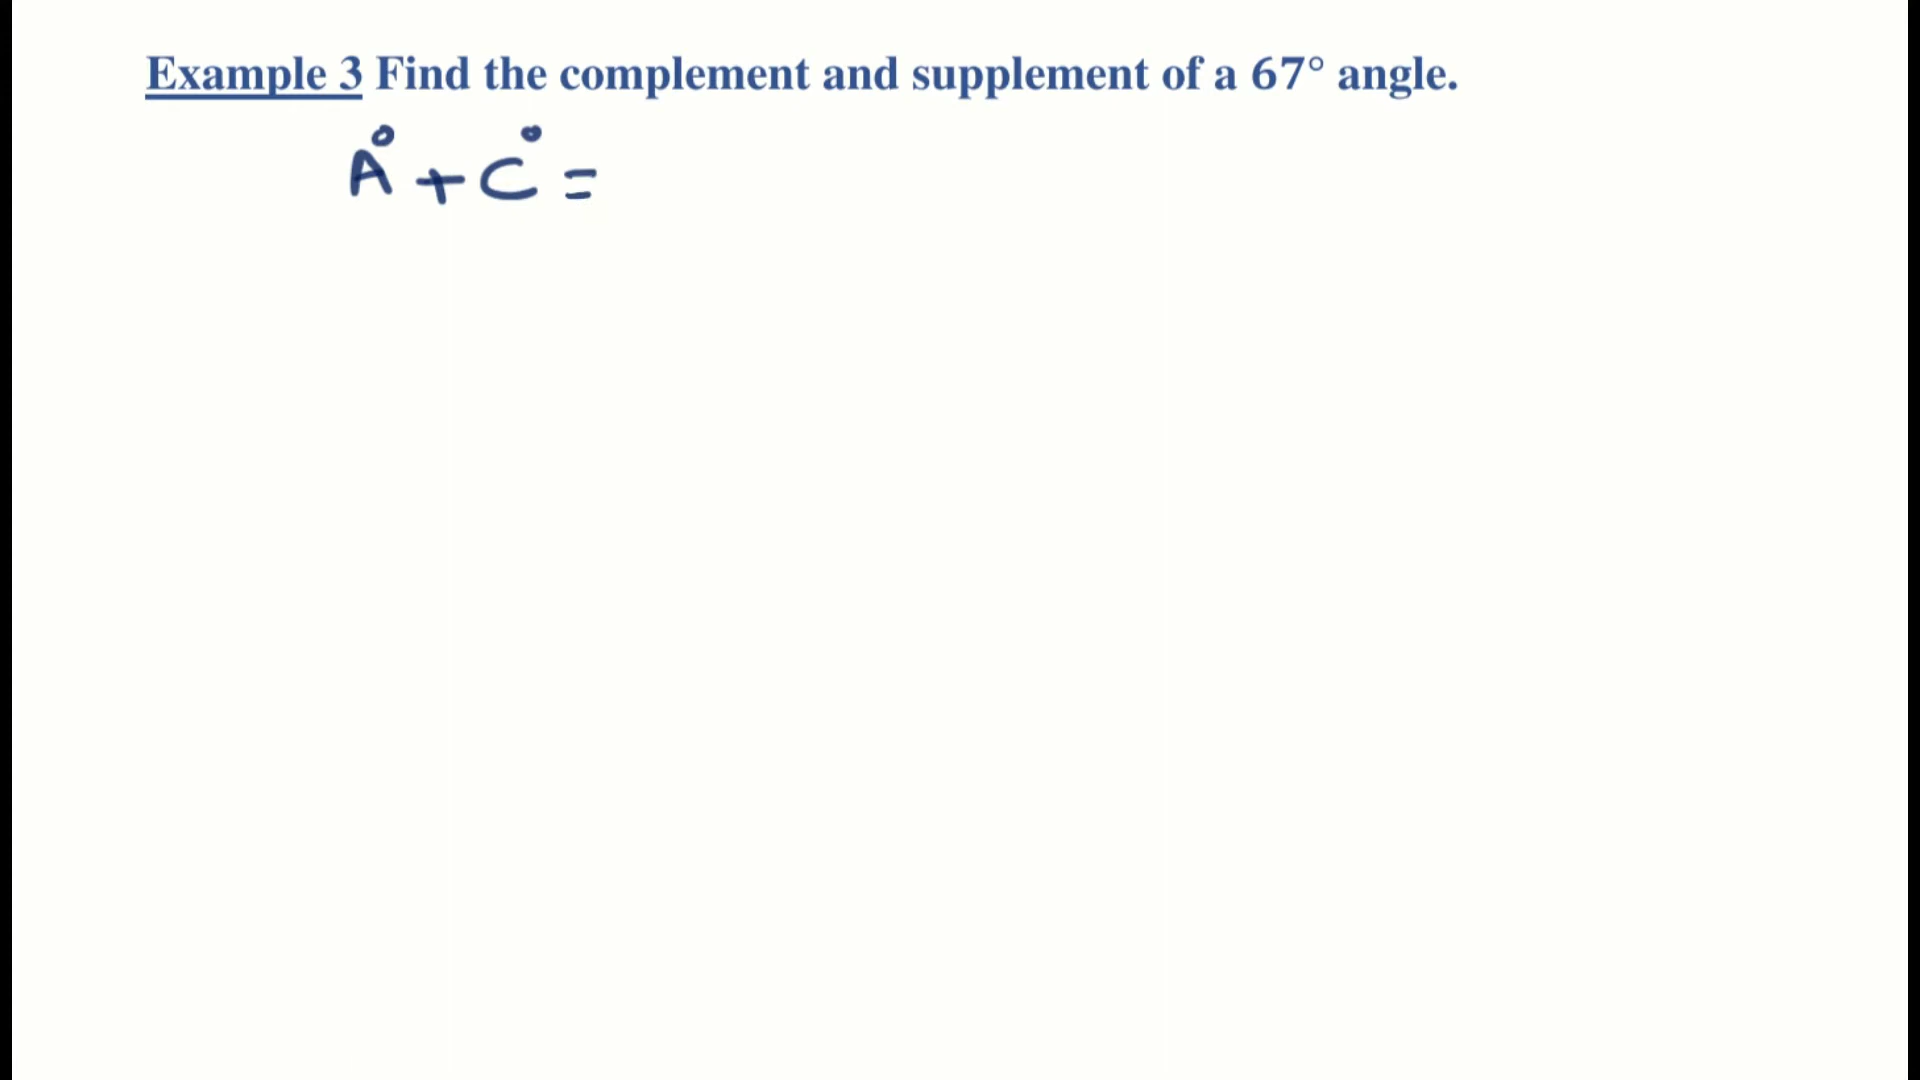 Example 3 Find the complement and supplement of a 67° angle.
A° + C° =